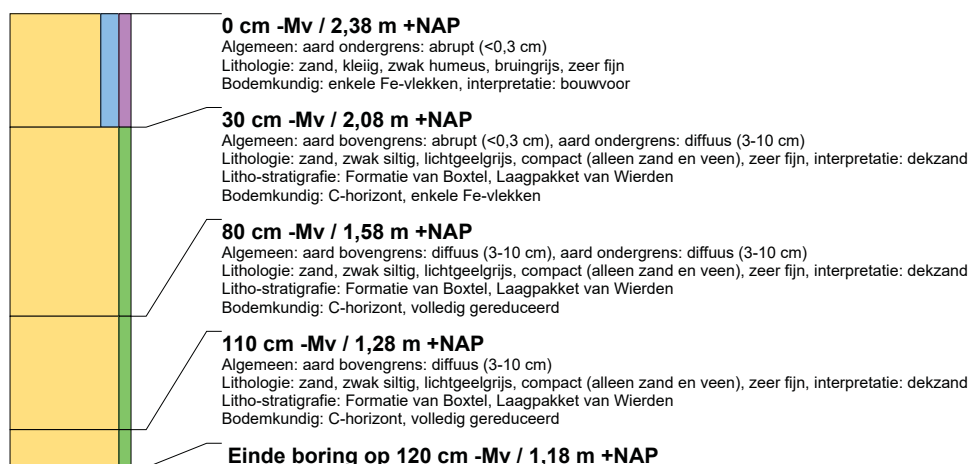 0 cm -Mv / 2,38 m +NAP
Algemeen: aard ondergrens: abrupt (<0,3 cm)
Lithologie: zand, kleiig, zwak humeus, bruingrijs, zeer fijn
Bodemkundig: enkele Fe-vlekken, interpretatie: bouwvoor
30 cm -Mv / 2,08 m +NAP
Algemeen: aard bovengrens: abrupt (<0,3 cm), aard ondergrens: diffuus (3-10 cm)
Lithologie: zand, zwak siltig, lichtgeelgrijs, compact (alleen zand en veen), zeer fijn, interpretatie: dekzand
Litho-stratigrafie: Formatie van Boxtel, Laagpakket van Wierden
Bodemkundig: C-horizont, enkele Fe-vlekken
80 cm -Mv / 1,58 m +NAP
Algemeen: aard bovengrens: diffuus (3-10 cm), aard ondergrens: diffuus (3-10 cm)
Lithologie: zand, zwak siltig, lichtgeelgrijs, compact (alleen zand en veen), zeer fijn, interpretatie: dekzand
Litho-stratigrafie: Formatie van Boxtel, Laagpakket van Wierden
Bodemkundig: C-horizont, volledig gereduceerd
110 cm -Mv / 1,28 m +NAP
Algemeen: aard bovengrens: diffuus (3-10 cm)
Lithologie: zand, zwak siltig, lichtgeelgrijs, compact (alleen zand en veen), zeer fijn, interpretatie: dekzand
Litho-stratigrafie: Formatie van Boxtel, Laagpakket van Wierden
Bodemkundig: C-horizont, volledig gereduceerd
Einde boring op 120 cm -Mv / 1,18 m +NAP